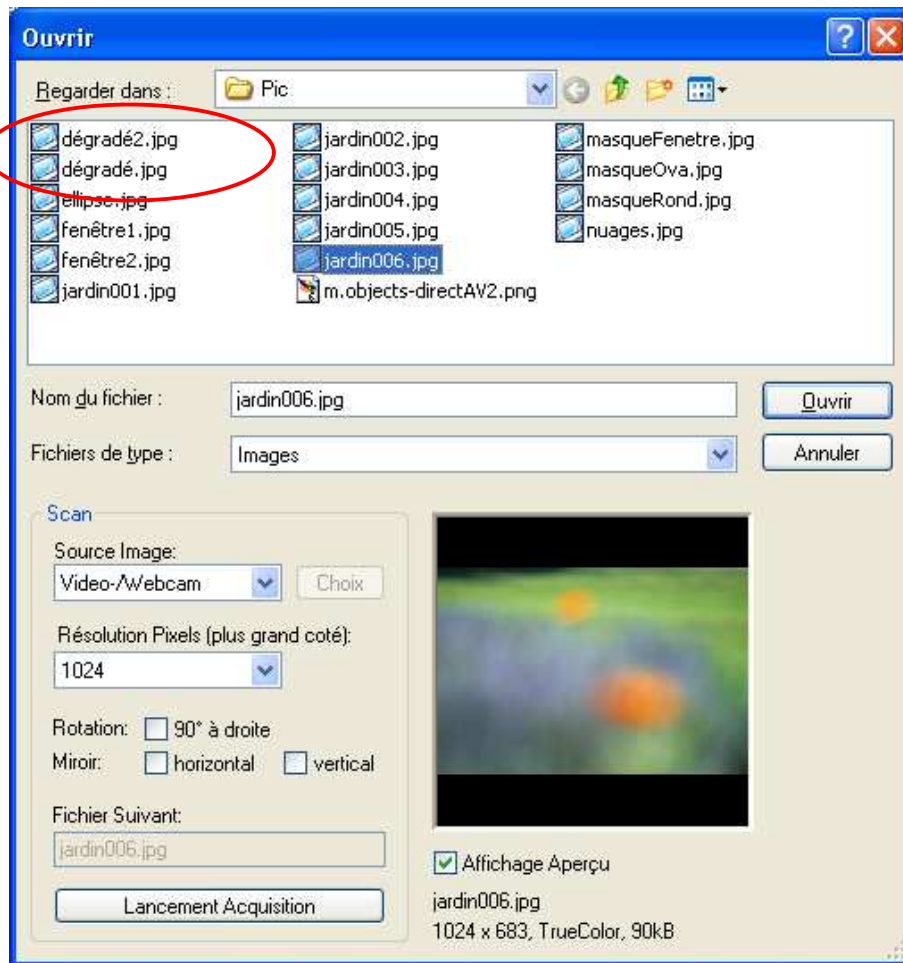 Ouvrir
Regarder dans :
Pic
dégradé2.jpg
dégradé.jpg
ellipse.jpg
fenêtre1.jpg
fenêtre2.jpg
jardin001.jpg
jardin002.jpg
jardin003.jpg
jardin004.jpg
jardin005.jpg
jardin006.jpg
m.objects-directAV2.png
masqueFenetre.jpg
masqueOva.jpg
masqueRond.jpg
nuages.jpg
Nom du fichier :
jardin006.jpg
Ouvrir
Fichiers de type :
Images
Annuler
Scan
Source Image:
Video-/Webcam
Choix
Résolution Pixels (plus grand coté):
1024
Rotation:
90° à droite
Miroir:
horizontal
vertical
Fichier Suivant:
jardin006.jpg
Lancement Acquisition
Affichage Aperçu
jardin006.jpg
1024 x 683, TrueColor, 90kB